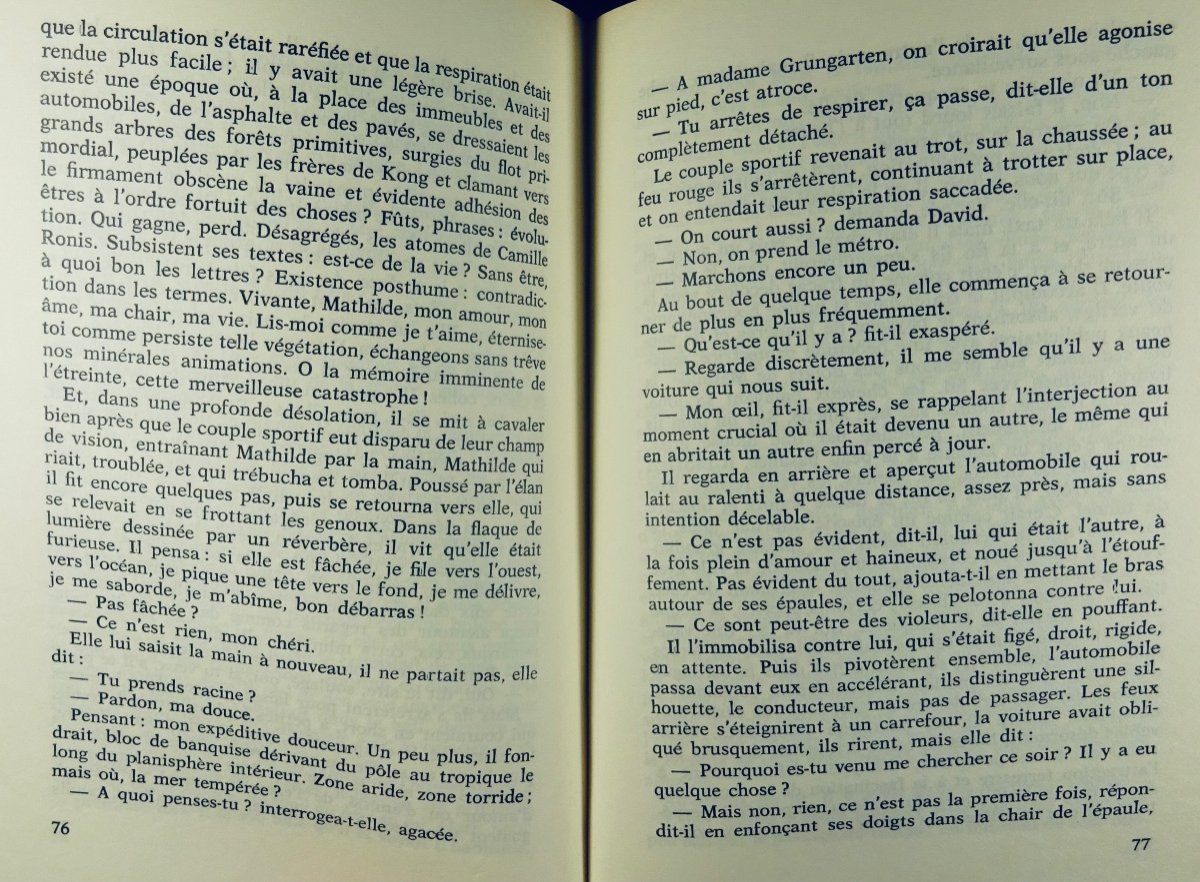 que la circulation s'était raréfiée et que la respiration était
rendue plus facile ; il y avait une légère brise. Avait-il
existé une époque où, à la place des immeubles et des
automobiles, de l'asphalte et des pavés, se dressaient les
grands arbres des forêts primitives, surgies du flot pri-
mordial, peuplées par les frères de Kong et clamant vers
le firmament obscène la vaine et évidente adhésion des
êtres à l'ordre fortuit des choses ? Fûts, phrases : évolu-
tion. Qui gagne, perd. Désagrégés, les atomes de Camille
Ronis. Subsistent ses textes : est-ce de la vie ? Sans être,
à quoi bon les lettres ? Existence posthume : contradic-
tion dans les termes. Vivante, Mathilde, mon amour, mon
âme, ma chair, ma vie. Lis-moi comme je t'aime, éternise-
toi comme persiste telle végétation, échangeons sans trêve
nos minérales animations. O la mémoire imminente de
l'étreinte, cette merveilleuse catastrophe !
Et, dans une profonde désolation, il se mit à cavaler
bien après que le couple sportif eut disparu de leur champ
de vision, entraînant Mathilde par la main, Mathilde qui
riait, troublée, et qui trébucha et tomba. Poussé par l'élan
il fit encore quelques pas, puis se retourna vers elle, qui
se relevait en se frottant les genoux. Dans la flaque de
lumière dessinée par un réverbère, il vit qu'elle était
furieuse. Il pensa : si elle est fâchée, je file vers l'ouest,
vers l'océan, je pique une tête vers le fond, je me délivre,
je me saborde, je m'abîme, bon débarras !
— Pas fâchée ?
— Ce n'est rien, mon chéri.
Elle lui saisit la main à nouveau, il ne partait pas, elle
dit :
— Tu prends racine ?
— Pardon, ma douce.
Pensant : mon expéditive douceur. Un peu plus, il fon-
drait, bloc de banquise dérivant du pôle au tropique le
long du planisphère intérieur. Zone aride, zone torride ;
mais où, la mer tempérée ?
— A quoi penses-tu ? interrogea-t-elle, agacée.
76
— A madame Grungarten, on croirait qu'elle agonise
sur pied, c'est atroce.
— Tu arrêtes de respirer, ça passe, dit-elle d'un ton
complètement détaché.
Le couple sportif revenait au trot, sur la chaussée ; au
feu rouge ils s'arrêtèrent, continuant à trotter sur place,
et on entendait leur respiration saccadée.
— On court aussi ? demanda David.
— Non, on prend le métro.
— Marchons encore un peu.
Au bout de quelque temps, elle commença à se retour-
ner de plus en plus fréquemment.
— Qu'est-ce qu'il y a ? fit-il exaspéré.
— Regarde discrètement, il me semble qu'il y a une
voiture qui nous suit.
— Mon œil, fit-il exprès, se rappelant l'interjection au
moment crucial où il était devenu un autre, le même qui
en abritait un autre enfin percé à jour.
Il regarda en arrière et aperçut l'automobile qui rou-
lait au ralenti à quelque distance, assez près, mais sans
intention décelable.
— Ce n'est pas évident, dit-il, lui qui était l'autre, à
la fois plein d'amour et haineux, et noué jusqu'à l'étouf-
fement. Pas évident du tout, ajouta-t-il en mettant le bras
autour de ses épaules, et elle se pelotonna contre lui.
— Ce sont peut-être des violeurs, dit-elle en pouffant.
Il l'immobilisa contre lui, qui s'était figé, droit, rigide,
en attente. Puis ils pivotèrent ensemble, l'automobile
passa devant eux en accélérant, ils distinguèrent une sil-
houette, le conducteur, mais pas de passager. Les feux
arrière s'éteignirent à un carrefour, la voiture avait obli-
qué brusquement, ils rirent, mais elle dit :
— Pourquoi es-tu venu me chercher ce soir ? Il y a eu
quelque chose ?
— Mais non, rien, ce n'est pas la première fois, répon-
dit-il en enfonçant ses doigts dans la chair de l'épaule,
77